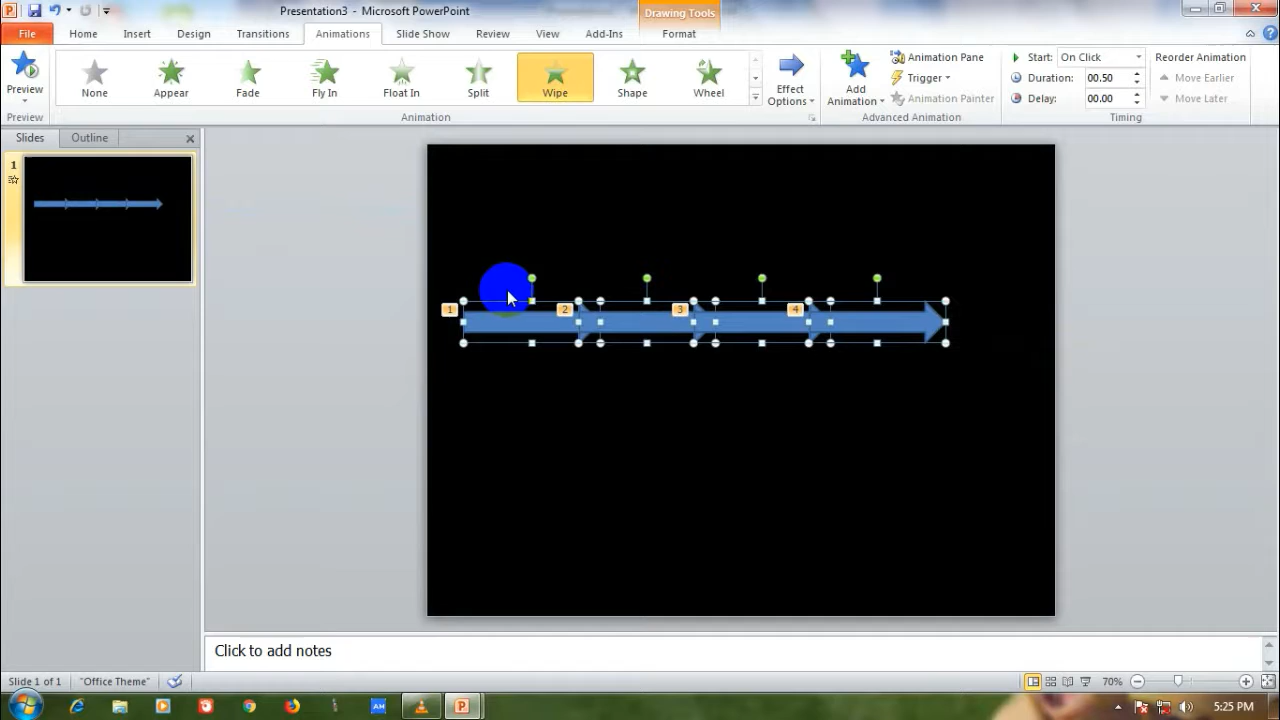 Presentation3 - Microsoft PowerPoint
Drawing Tools
File Home Insert Design Transitions Animations Slide Show Review View Add-Ins Format
Preview
Preview
None
Appear
Fade
Fly In
Float In
Split
Wipe
Shape
Wheel
Animation
Effect
Options
Add
Animation
Animation Pane
Trigger
Animation Painter
Advanced Animation
Start: On Click
Duration: 00.50
Delay: 00.00
Timing
Reorder Animation
Move Earlier
Move Later
Slides Outline
1
1 2 3 4
Click to add notes
Slide 1 of 1 "Office Theme" 70%
AM
5:25 PM